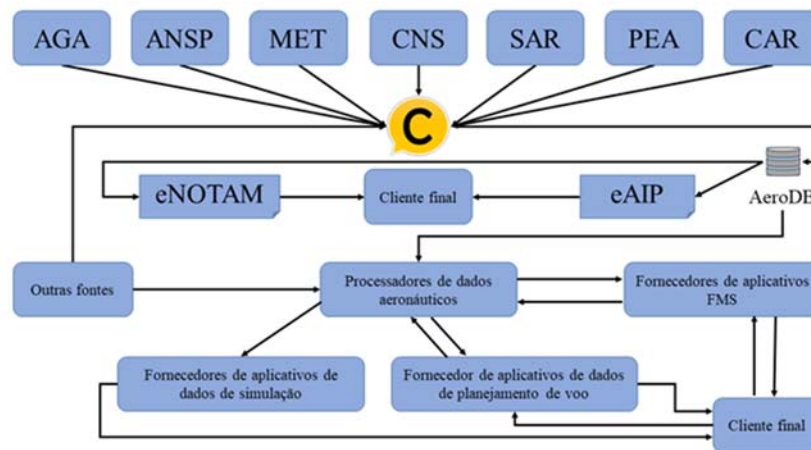 AGA
ANSP
MET
CNS
SAR
PEA
CAR
C
eNOTAM
Cliente final
eAIP
AeroDB
Outras fontes
Processadores de dados
aeronáuticos
Fornecedores de aplicativos
FMS
Fornecedores de aplicativos de
dados de simulação
Fornecedor de aplicativos de dados
de planejamento de voo
Cliente final